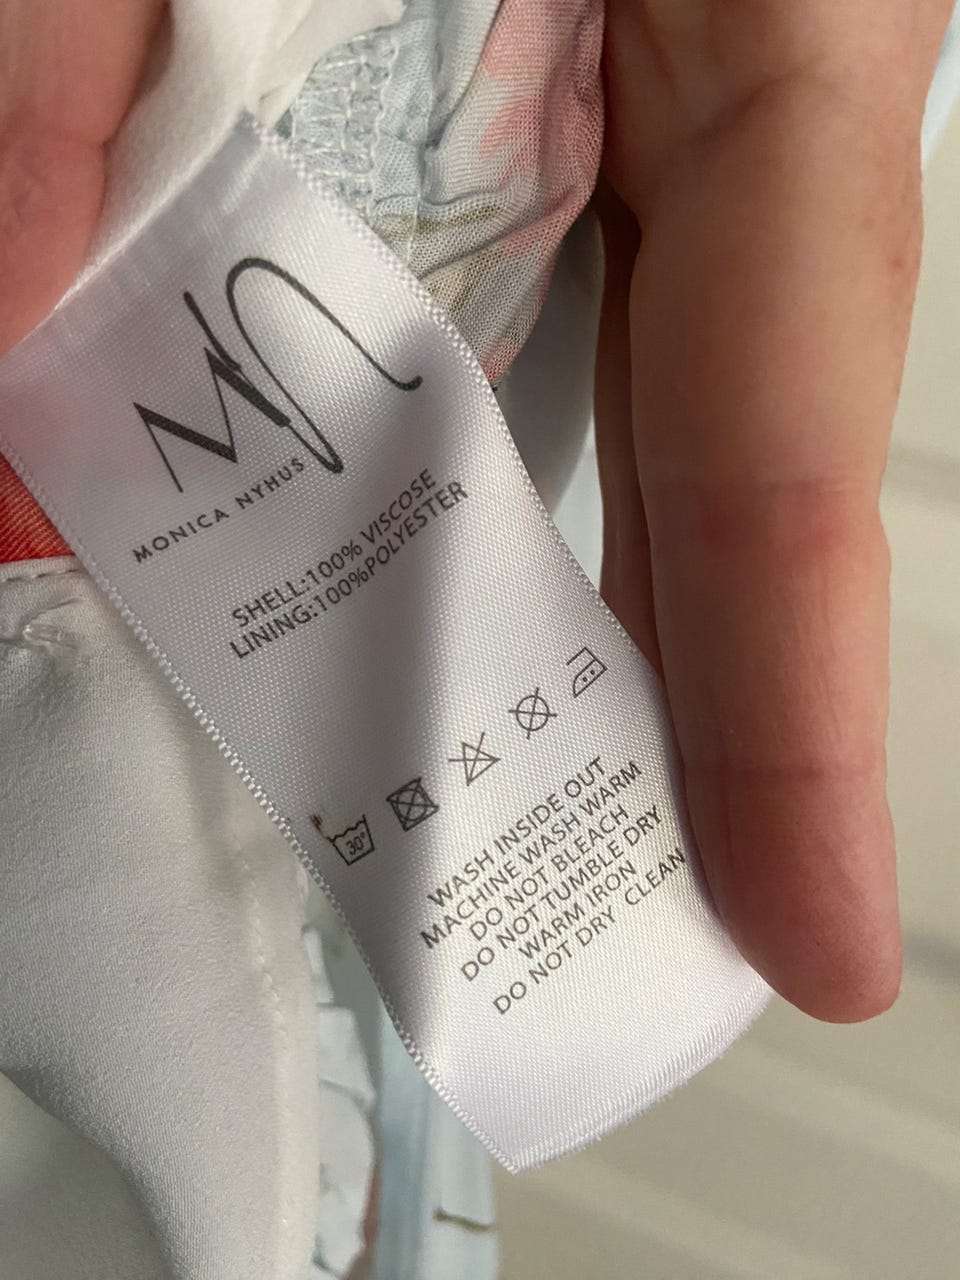 MN
MONICA NYHUS
SHELL:100% VISCOSE
LINING:100%POLYESTER
30°
WASH INSIDE OUT
MACHINE WASH WARM
DO NOT BLEACH
DO NOT TUMBLE DRY
WARM IRON
DO NOT DRY CLEAN